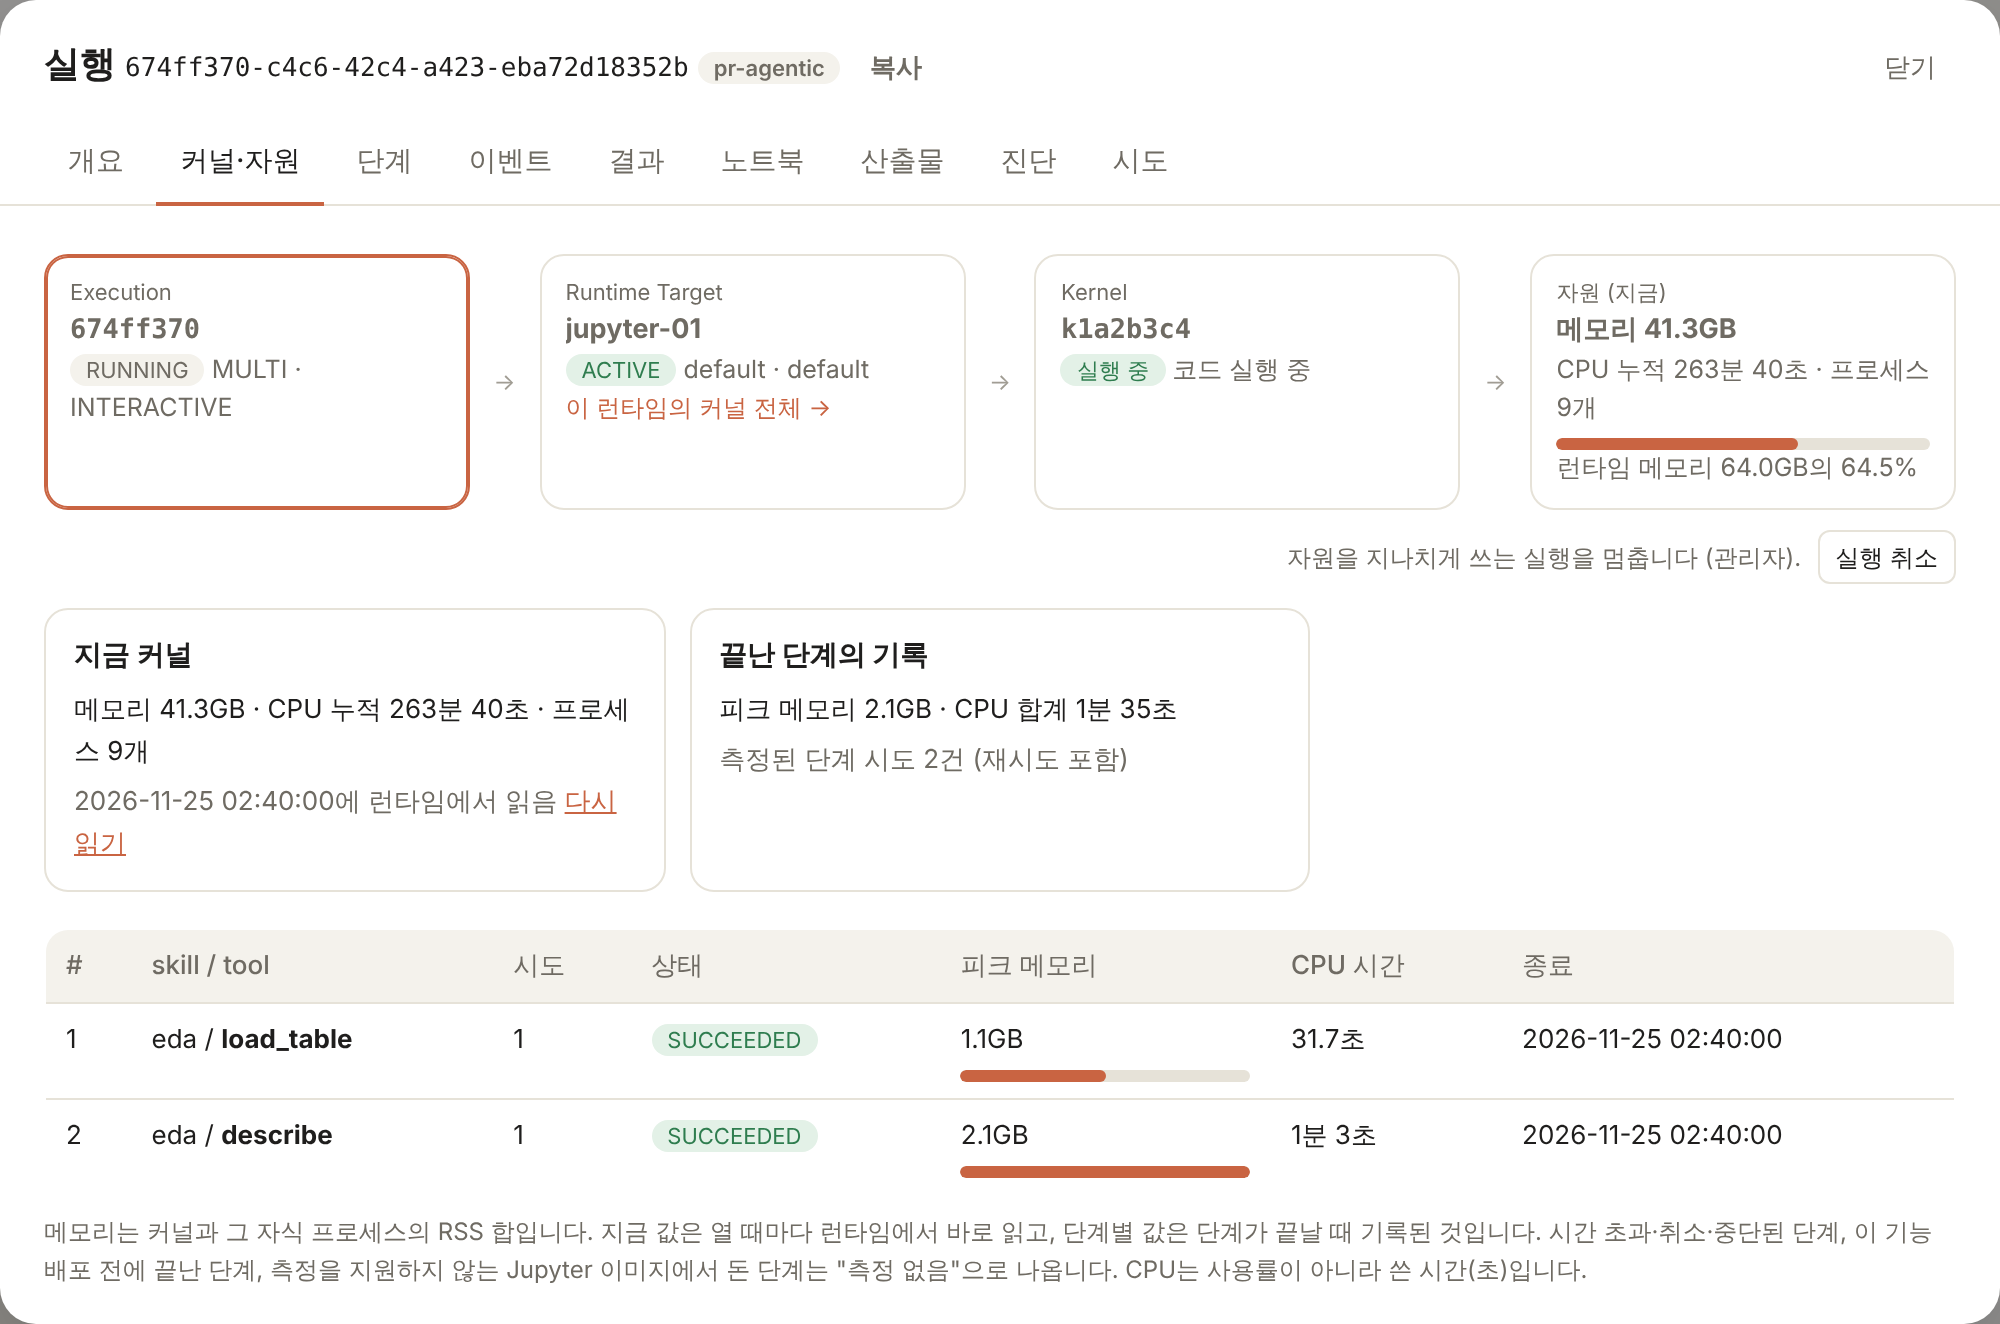 실행 674ff370-c4c6-42c4-a423-eba72d18352b pr-agentic 복사 닫기
개요 커널·자원 단계 이벤트 결과 노트북 산출물 진단 시도
Execution
674ff370
RUNNING MULTI ·
INTERACTIVE
→
Runtime Target
jupyter-01
ACTIVE default · default
이 런타임의 커널 전체 →
→
Kernel
k1a2b3c4
실행 중 코드 실행 중
→
자원 (지금)
메모리 41.3GB
CPU 누적 263분 40초 · 프로세스
9개
런타임 메모리 64.0GB의 64.5%
자원을 지나치게 쓰는 실행을 멈춥니다 (관리자). 실행 취소
지금 커널
메모리 41.3GB · CPU 누적 263분 40초 · 프로세
스 9개
2026-11-25 02:40:00에 런타임에서 읽음 다시
읽기
끝난 단계의 기록
피크 메모리 2.1GB · CPU 합계 1분 35초
측정된 단계 시도 2건 (재시도 포함)
# skill / tool 시도 상태 피크 메모리 CPU 시간 종료
1 eda / load_table 1 SUCCEEDED 1.1GB 31.7초 2026-11-25 02:40:00
2 eda / describe 1 SUCCEEDED 2.1GB 1분 3초 2026-11-25 02:40:00
메모리는 커널과 그 자식 프로세스의 RSS 합입니다. 지금 값은 열 때마다 런타임에서 바로 읽고, 단계별 값은 단계가 끝날 때 기록된 것입니다. 시간 초과·취소·중단된 단계, 이 기능
배포 전에 끝난 단계, 측정을 지원하지 않는 Jupyter 이미지에서 돈 단계는 "측정 없음"으로 나옵니다. CPU는 사용률이 아니라 쓴 시간(초)입니다.